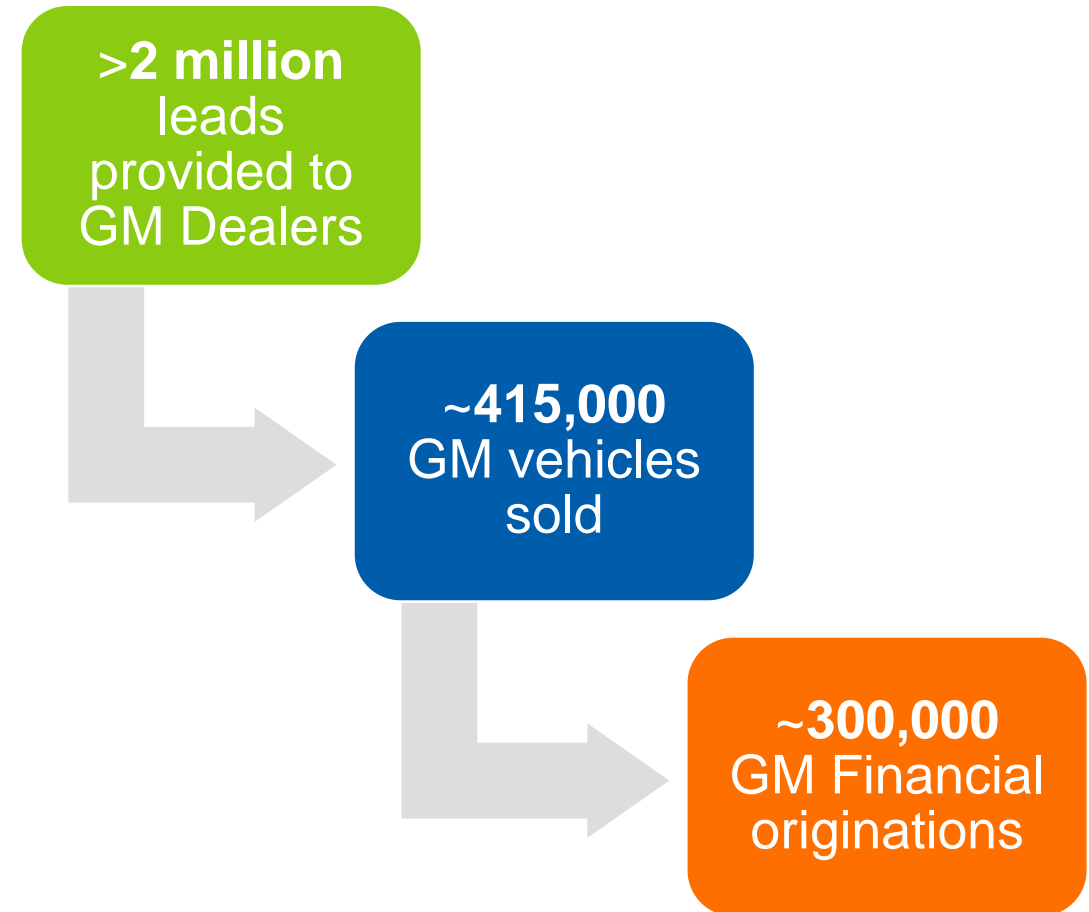 >2 million
leads
provided to
GM Dealers
~415,000
GM vehicles
sold
~300,000
GM Financial
originations